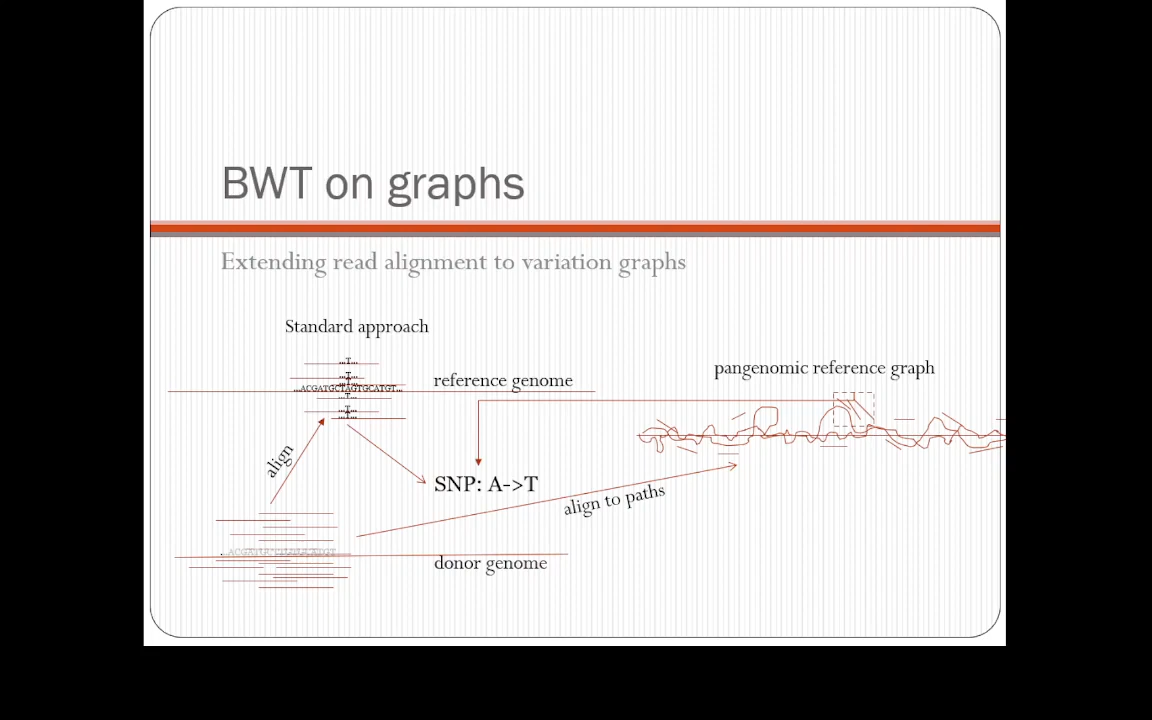 BWT on graphs
Extending read alignment to variation graphs
Standard approach
...T...
...T...
reference genome
...ACGATGCTAGTGCATGT...
...T...
...T...
pangenomic reference graph
align
SNP: A->T
align to paths
donor genome